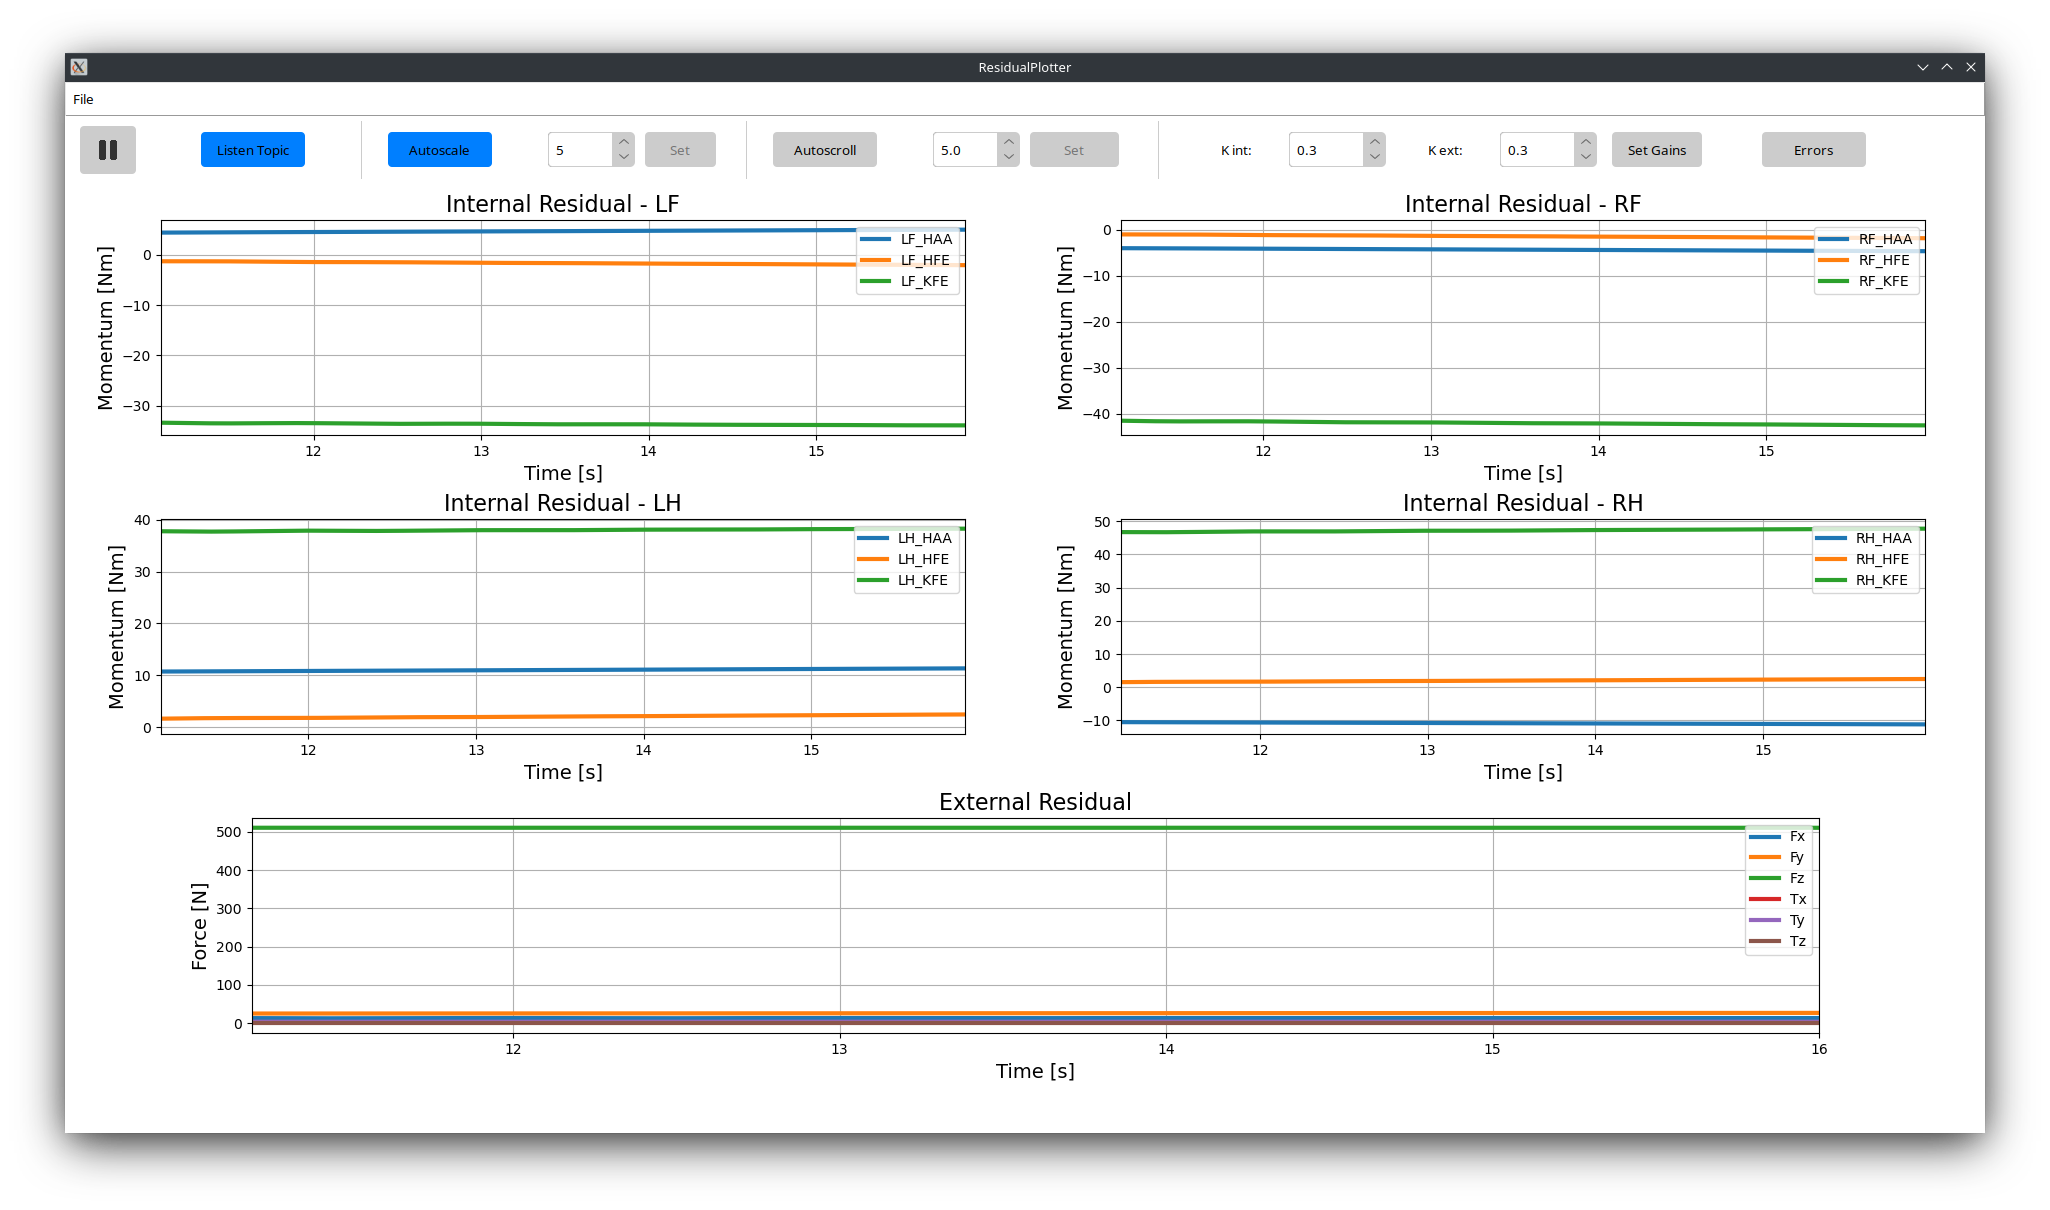 ResidualPlotter
File
Listen Topic Autoscale 5 Set Autoscroll 5.0 Set K int: 0.3 K ext: 0.3 Set Gains Errors
Internal Residual - LF
Momentum [Nm]
0
−10
−20
−30
LF_HAA
LF_HFE
LF_KFE
12 13 14 15
Time [s]
Internal Residual - RF
Momentum [Nm]
0
−10
−20
−30
−40
RF_HAA
RF_HFE
RF_KFE
12 13 14 15
Time [s]
Internal Residual - LH
Momentum [Nm]
40
30
20
10
0
LH_HAA
LH_HFE
LH_KFE
12 13 14 15
Time [s]
Internal Residual - RH
Momentum [Nm]
50
40
30
20
10
0
−10
RH_HAA
RH_HFE
RH_KFE
12 13 14 15
Time [s]
External Residual
Force [N]
500
400
300
200
100
0
Fx
Fy
Fz
Tx
Ty
Tz
12 13 14 15 16
Time [s]